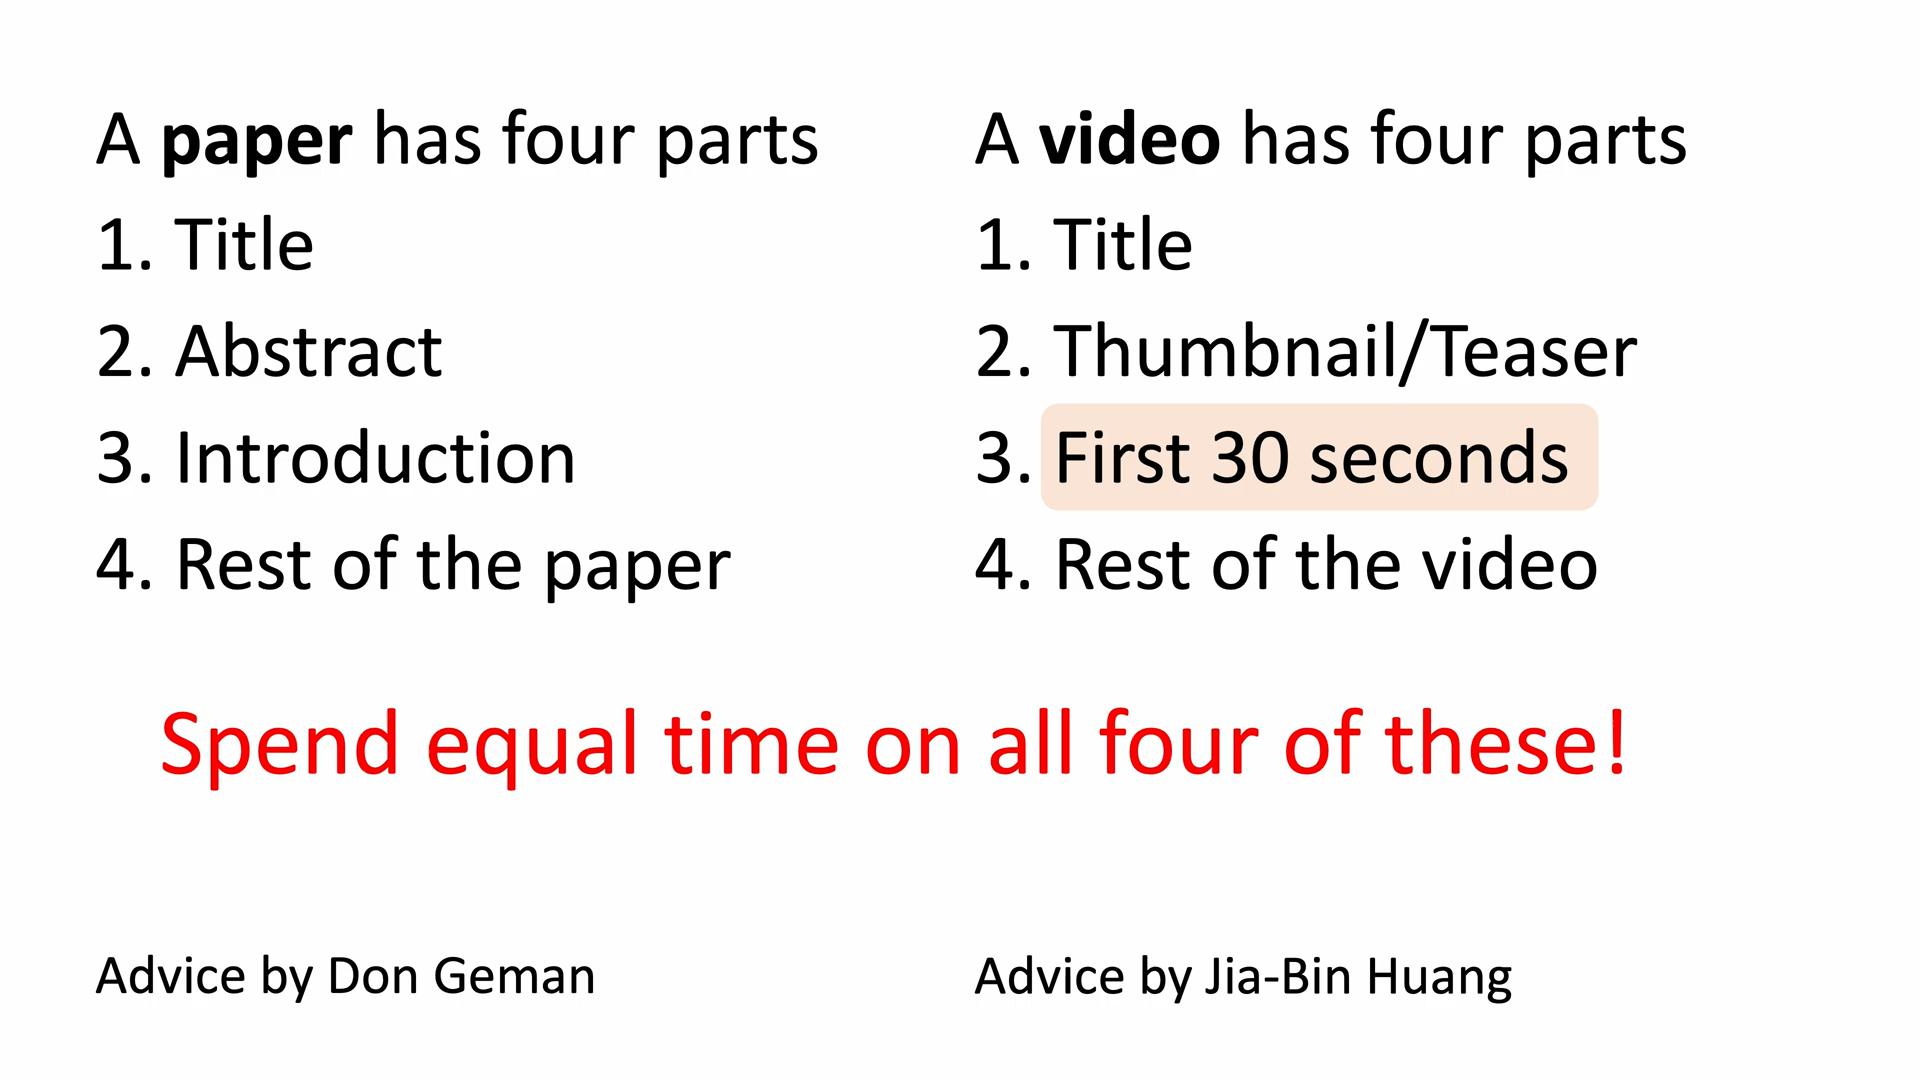 A paper has four parts
1. Title
2. Abstract
3. Introduction
4. Rest of the paper
A video has four parts
1. Title
2. Thumbnail/Teaser
3. First 30 seconds
4. Rest of the video
Spend equal time on all four of these!
Advice by Don Geman
Advice by Jia-Bin Huang